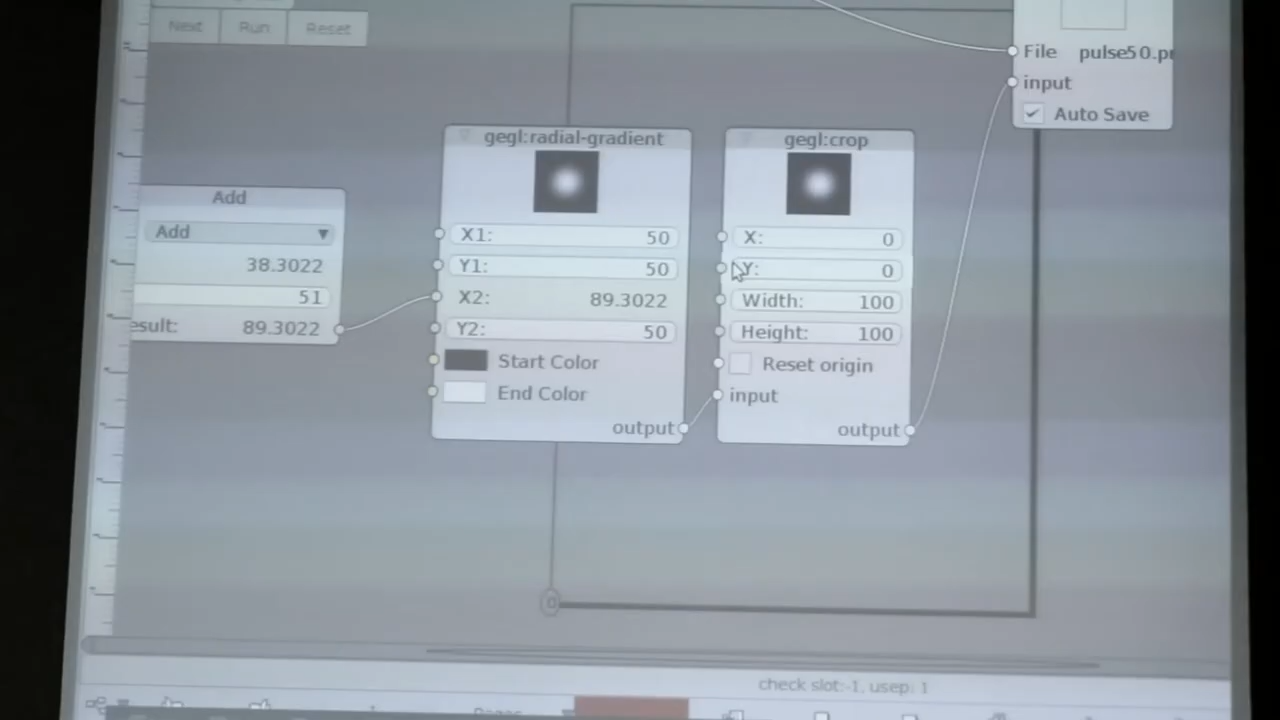 Next Run Reset
File pulse50.p
input
Auto Save
Add
Add
38.3022
51
esult: 89.3022
gegl:radial-gradient
X1: 50
Y1: 50
X2: 89.3022
Y2: 50
Start Color
End Color
output
gegl:crop
X: 0
Y: 0
Width: 100
Height: 100
Reset origin
input
output
0
check slot:-1, usep: 1
Pages